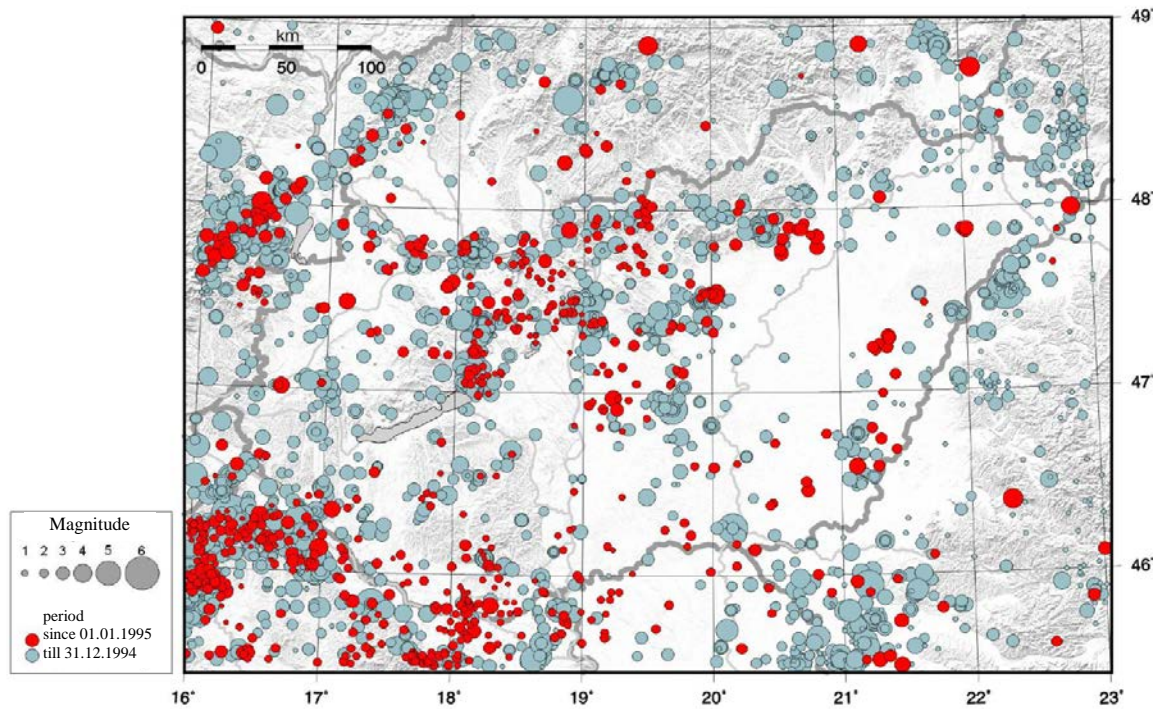 km
0 50 100
49˚
48˚
47˚
46˚
Magnitude
1 2 3 4 5 6
period
since 01.01.1995
till 31.12.1994
16˚ 17˚ 18˚ 19˚ 20˚ 21˚ 22˚ 23˚